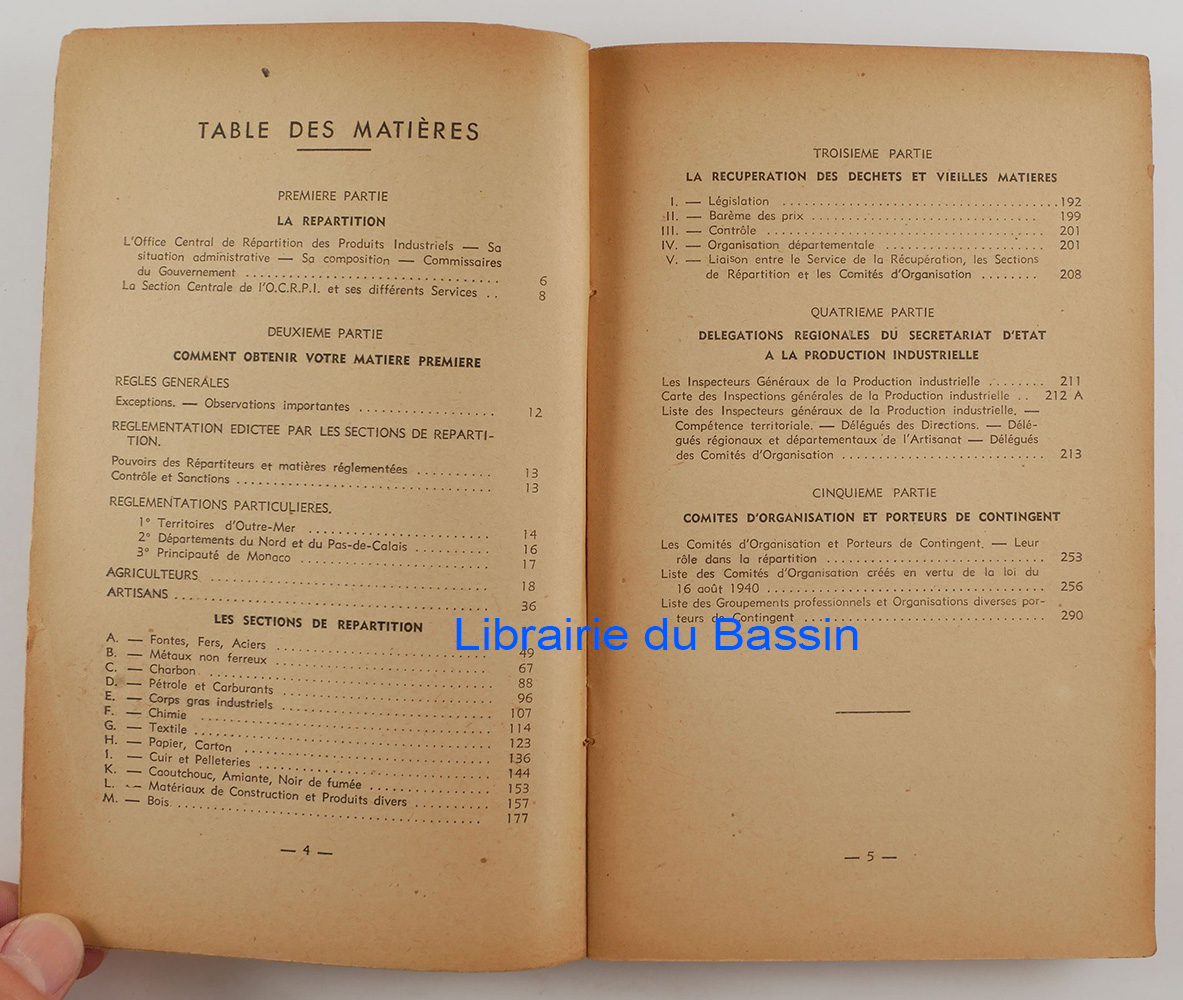 TABLE DES MATIÈRES
PREMIERE PARTIE
LA REPARTITION
L'Office Central de Répartition des Produits Industriels — Sa
situation administrative — Sa composition — Commissaires
du Gouvernement .................................. 6
La Section Centrale de l'O.C.R.P.I. et ses différents Services .. 8
DEUXIEME PARTIE
COMMENT OBTENIR VOTRE MATIERE PREMIERE
REGLES GENERALES
Exceptions. — Observations importantes .................. 12
REGLEMENTATION EDICTEE PAR LES SECTIONS DE REPARTI-
TION.
Pouvoirs des Répartiteurs et matières réglementées .......... 13
Contrôle et Sanctions .................................. 13
REGLEMENTATIONS PARTICULIERES.
1° Territoires d'Outre-Mer ........................ 14
2° Départements du Nord et du Pas-de-Calais .......... 16
3° Principauté de Monaco ........................ 17
AGRICULTEURS ..................................... 18
ARTISANS .......................................... 36
LES SECTIONS DE REPARTITION
A. — Fontes, Fers, Aciers ............................ 49
B. — Métaux non ferreux ............................ 67
C. — Charbon ...................................... 88
D. — Pétrole et Carburants ............................ 96
E. — Corps gras industriels ............................ 107
F. — Chimie ...................................... 114
G. — Textile ...................................... 123
H. — Papier, Carton ................................ 136
I. — Cuir et Pelleteries .............................. 144
K. — Caoutchouc, Amiante, Noir de fumée ................ 153
L. — Matériaux de Construction et Produits divers .......... 157
M. — Bois ........................................ 177
— 4 —
TROISIEME PARTIE
LA RECUPERATION DES DECHETS ET VIEILLES MATIERES
I. — Législation ..................................... 192
II. — Barème des prix .............................. 199
III. — Contrôle ..................................... 201
IV. — Organisation départementale ...................... 201
V. — Liaison entre le Service de la Récupération, les Sections
de Répartition et les Comités d'Organisation ........ 208
QUATRIEME PARTIE
DELEGATIONS REGIONALES DU SECRETARIAT D'ETAT
A LA PRODUCTION INDUSTRIELLE
Les Inspecteurs Généraux de la Production industrielle ........ 211
Carte des Inspections générales de la Production industrielle .. 212 A
Liste des Inspecteurs généraux de la Production industrielle. —
Compétence territoriale. — Délégués des Directions. — Délé-
gués régionaux et départementaux de l'Artisanat — Délégués
des Comités d'Organisation ........................... 213
CINQUIEME PARTIE
COMITES D'ORGANISATION ET PORTEURS DE CONTINGENT
Les Comités d'Organisation et Porteurs de Contingent. — Leur
rôle dans la répartition .............................. 253
Liste des Comités d'Organisation créés en vertu de la loi du
16 août 1940 ...................................... 256
Liste des Groupements professionnels et Organisations diverses por-
teurs de Contingent ................................ 290
— 5 —
Librairie du Bassin